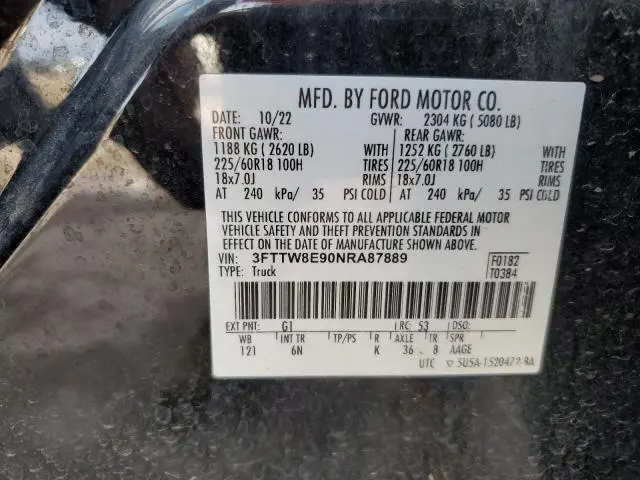 MFD. BY FORD MOTOR CO.
DATE: 10/22 GVWR: 2304 KG ( 5080 LB)
FRONT GAWR: REAR GAWR:
1188 KG ( 2620 LB) WITH 1252 KG ( 2760 LB) WITH
225/60R18 100H TIRES 225/60R18 100H TIRES
18x7.0J RIMS 18x7.0J RIMS
AT 240 kPa/ 35 PSI COLD AT 240 kPa/ 35 PSI COLD
THIS VEHICLE CONFORMS TO ALL APPLICABLE FEDERAL MOTOR
VEHICLE SAFETY AND THEFT PREVENTION STANDARDS IN
EFFECT ON THE DATE OF MANUFACTURE SHOWN ABOVE.
VIN: 3FTTW8E90NRA87889 F0182
TYPE: Truck T0384
EXT PNT: G1 RC: 53 DSO:
WB INT TR TP/PS R AXLE TR SPR
121 6N K 36 8 AAGE
UTC